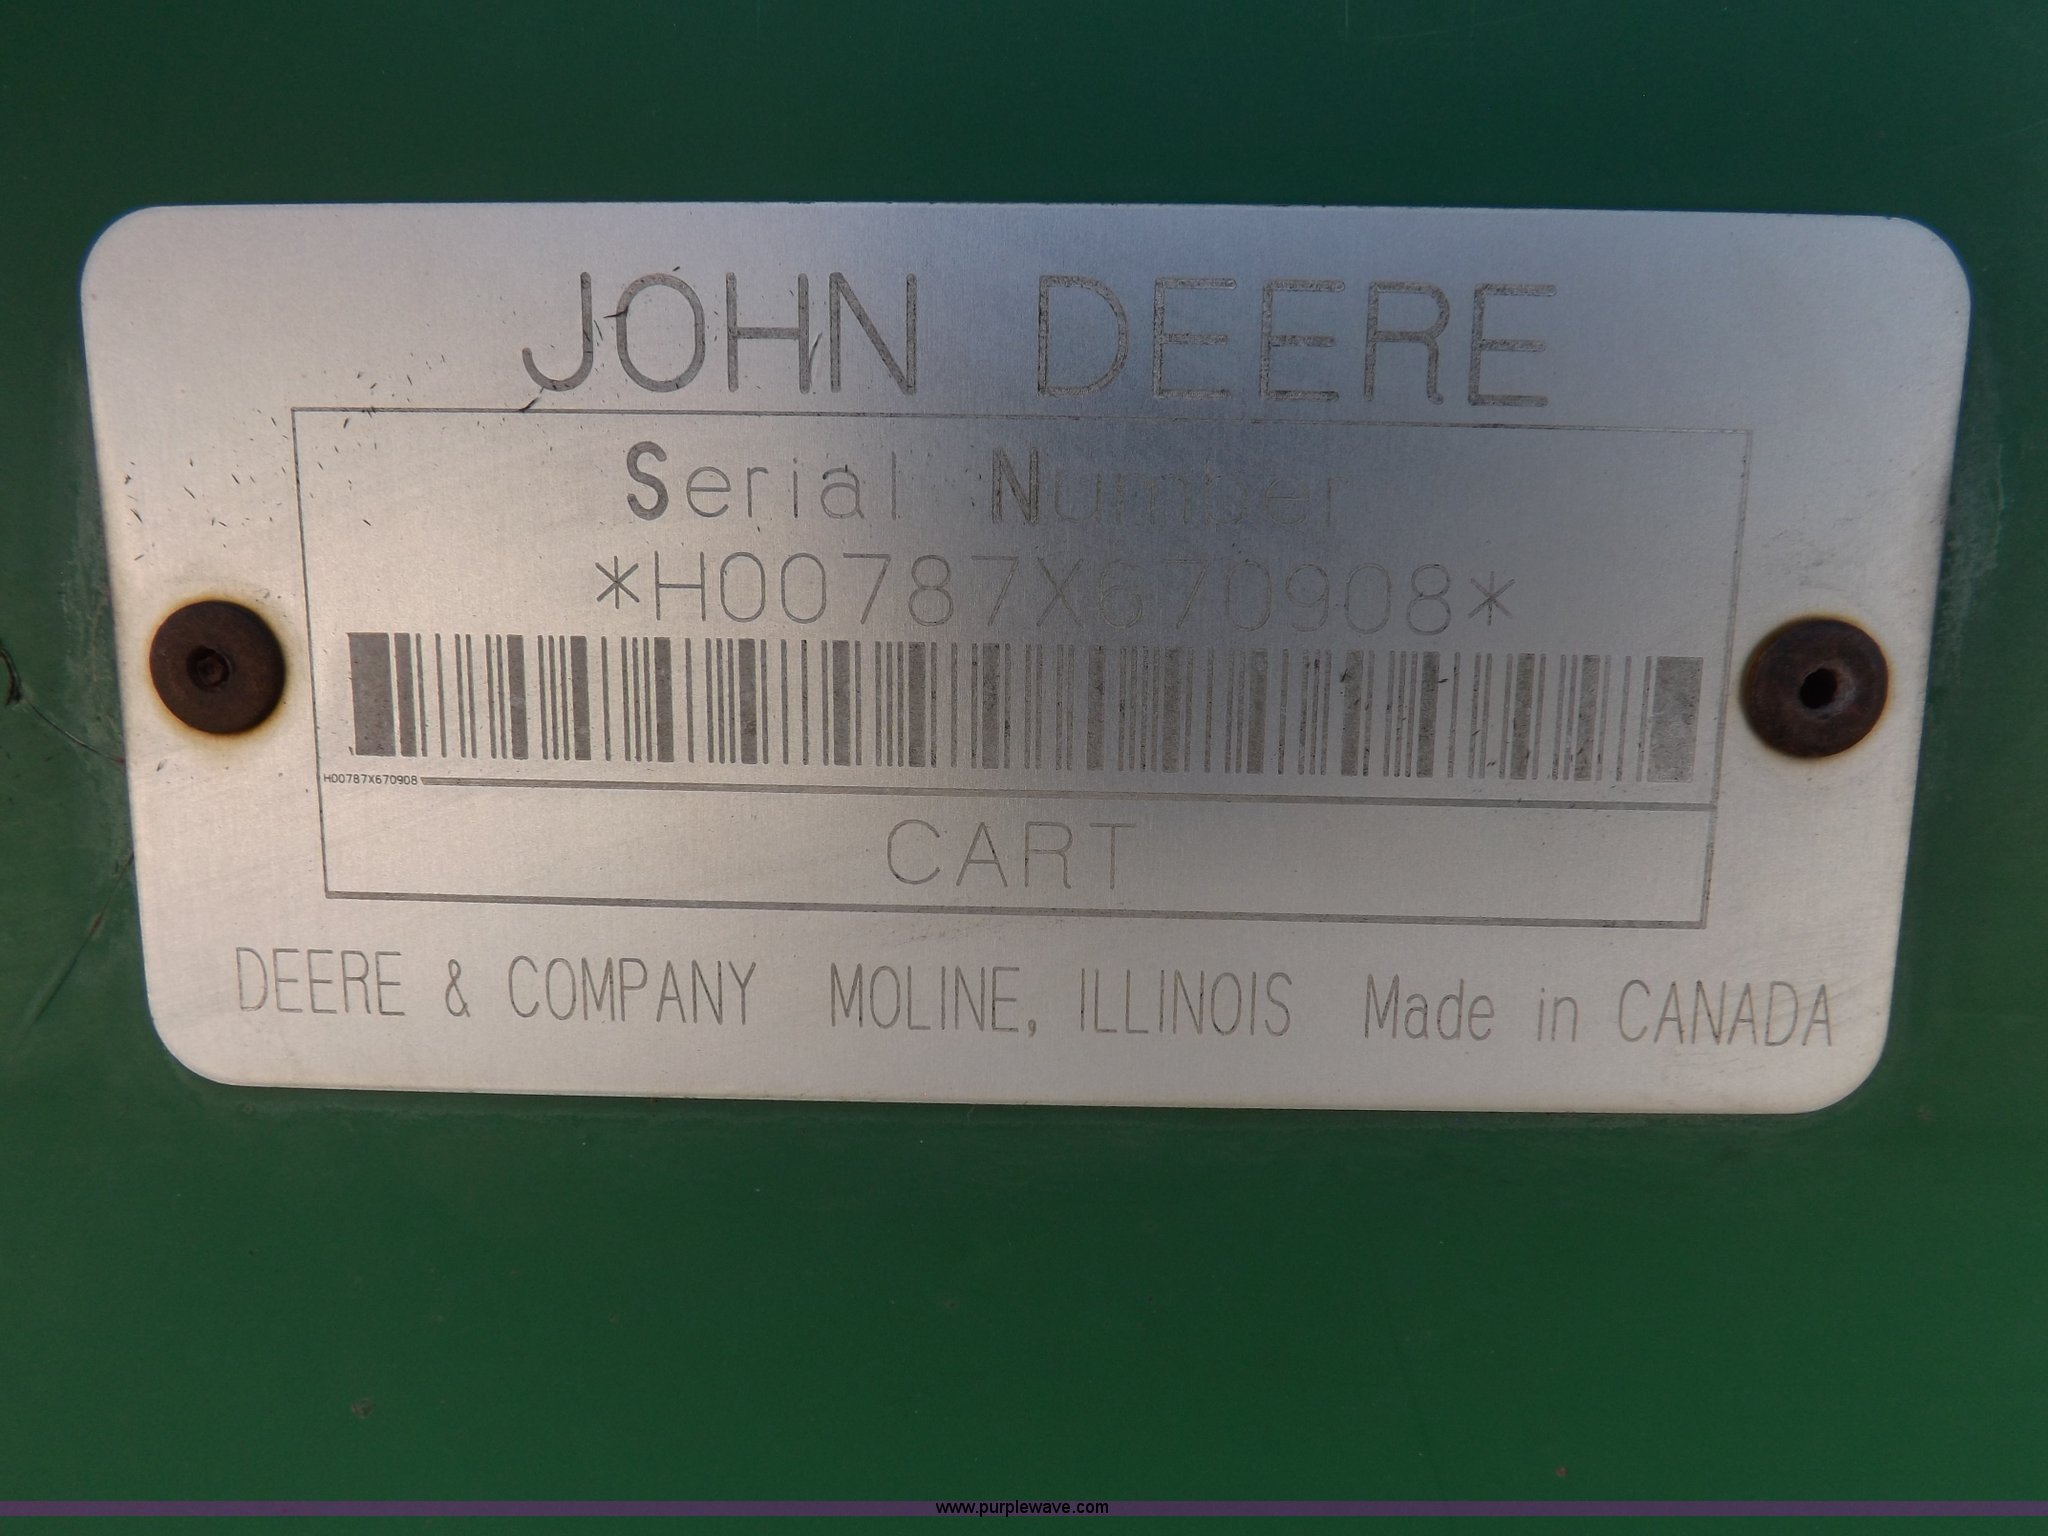 JOHN DEERE
Serial Number
*H00787X670908*
H00787X670908
CART
DEERE & COMPANY MOLINE, ILLINOIS Made in CANADA
www.purplewave.com